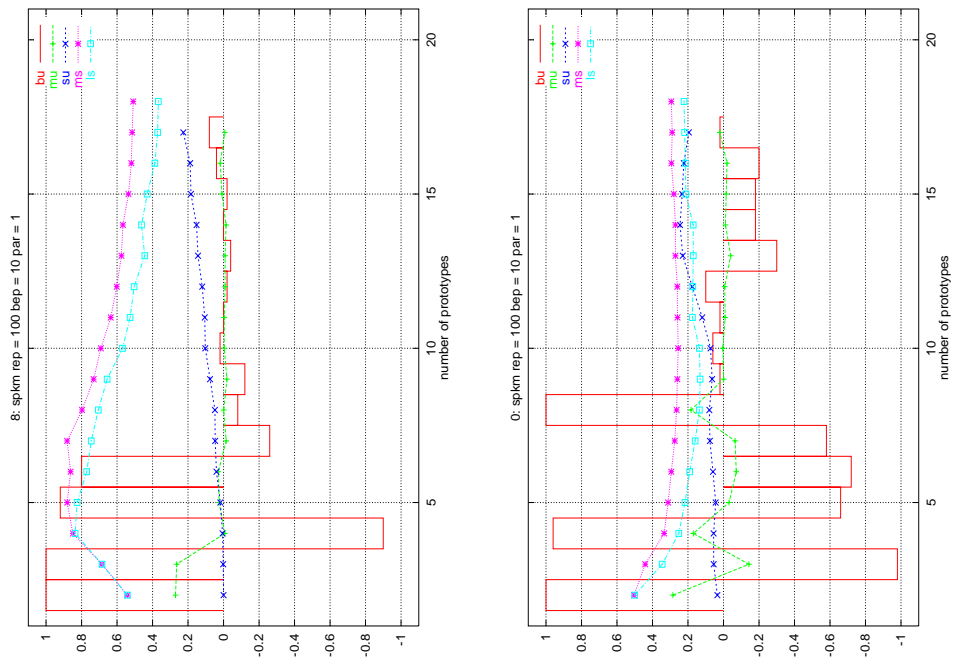 8: spkm rep = 100 bep = 10 par = 1
bu
mu
su
ms
ls
1
0.8
0.6
0.4
0.2
0
-0.2
-0.4
-0.6
-0.8
-1
5
10
15
20
number of prototypes
0: spkm rep = 100 bep = 10 par = 1
bu
mu
su
ms
ls
1
0.8
0.6
0.4
0.2
0
-0.2
-0.4
-0.6
-0.8
-1
5
10
15
20
number of prototypes